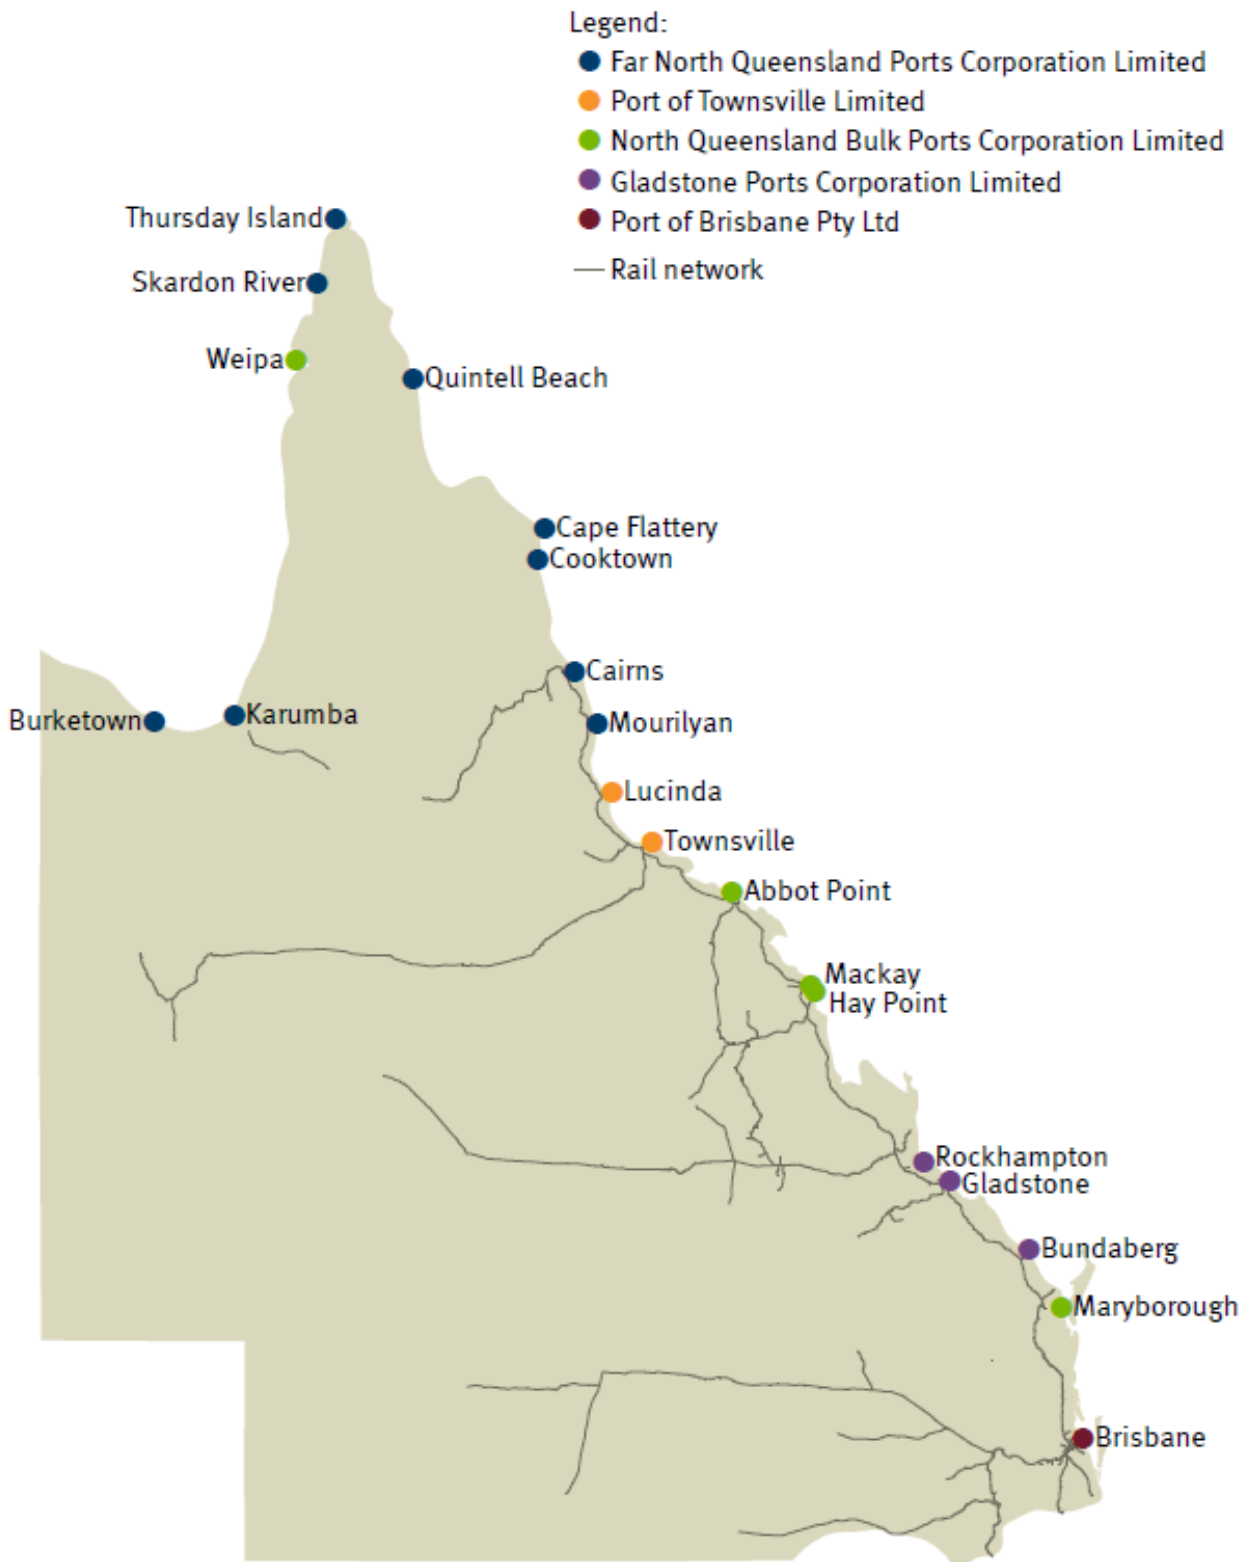 Legend:
Far North Queensland Ports Corporation Limited
Port of Townsville Limited
North Queensland Bulk Ports Corporation Limited
Gladstone Ports Corporation Limited
Port of Brisbane Pty Ltd
Rail network
Thursday Island
Skardon River
Weipa
Quintell Beach
Cape Flattery
Cooktown
Cairns
Burketown
Karumba
Mourilyan
Lucinda
Townsville
Abbot Point
Mackay
Hay Point
Rockhampton
Gladstone
Bundaberg
Maryborough
Brisbane